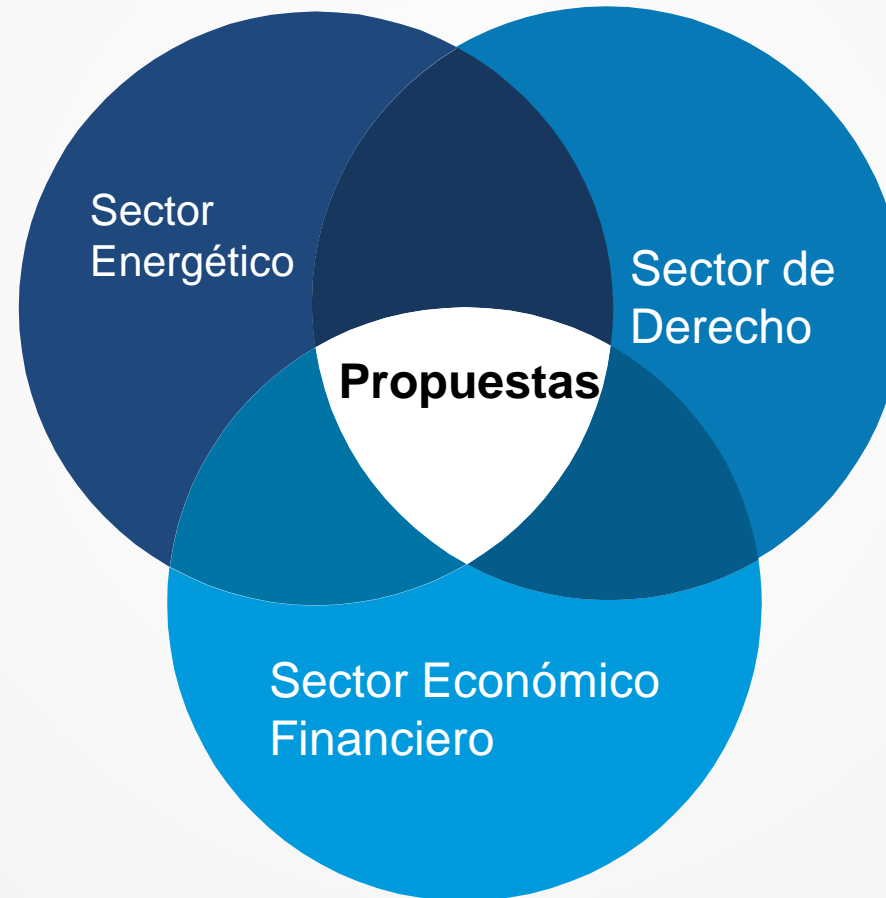 Sector
Energético
Sector de
Derecho
Propuestas
Sector Económico
Financiero